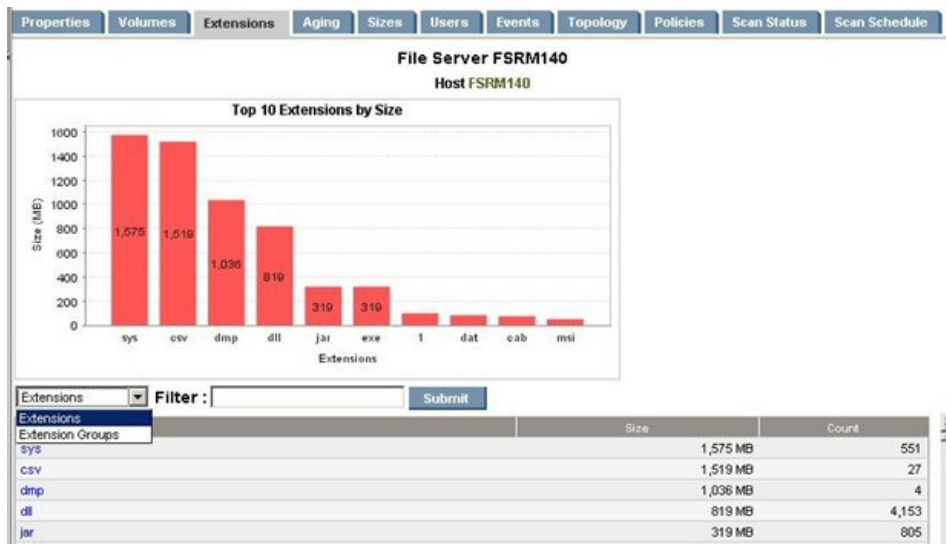 Properties Volumes Extensions Aging Sizes Users Events Topology Policies Scan Status Scan Schedule
File Server FSRM140
Host FSRM140
Top 10 Extensions by Size
Size (MB)
1600
1400
1200
1000
800
600
400
200
0
1,575 1,519 1,036 819 319 319
sys csv dmp dll jar exe 1 dat cab msi
Extensions
Extensions Filter : Submit
Extensions
Extension Groups
Size Count
sys 1,575 MB 551
csv 1,519 MB 27
dmp 1,036 MB 4
dll 819 MB 4,153
jar 319 MB 805